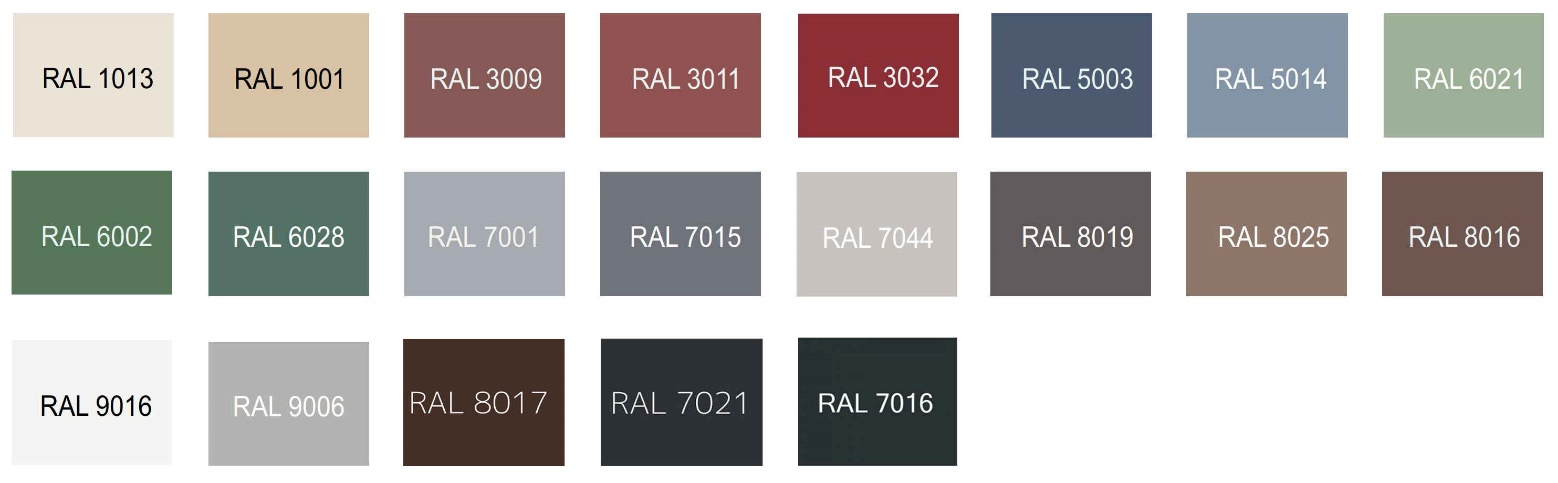 RAL 1013
RAL 1001
RAL 3009
RAL 3011
RAL 3032
RAL 5003
RAL 5014
RAL 6021
RAL 6002
RAL 6028
RAL 7001
RAL 7015
RAL 7044
RAL 8019
RAL 8025
RAL 8016
RAL 9016
RAL 9006
RAL 8017
RAL 7021
RAL 7016